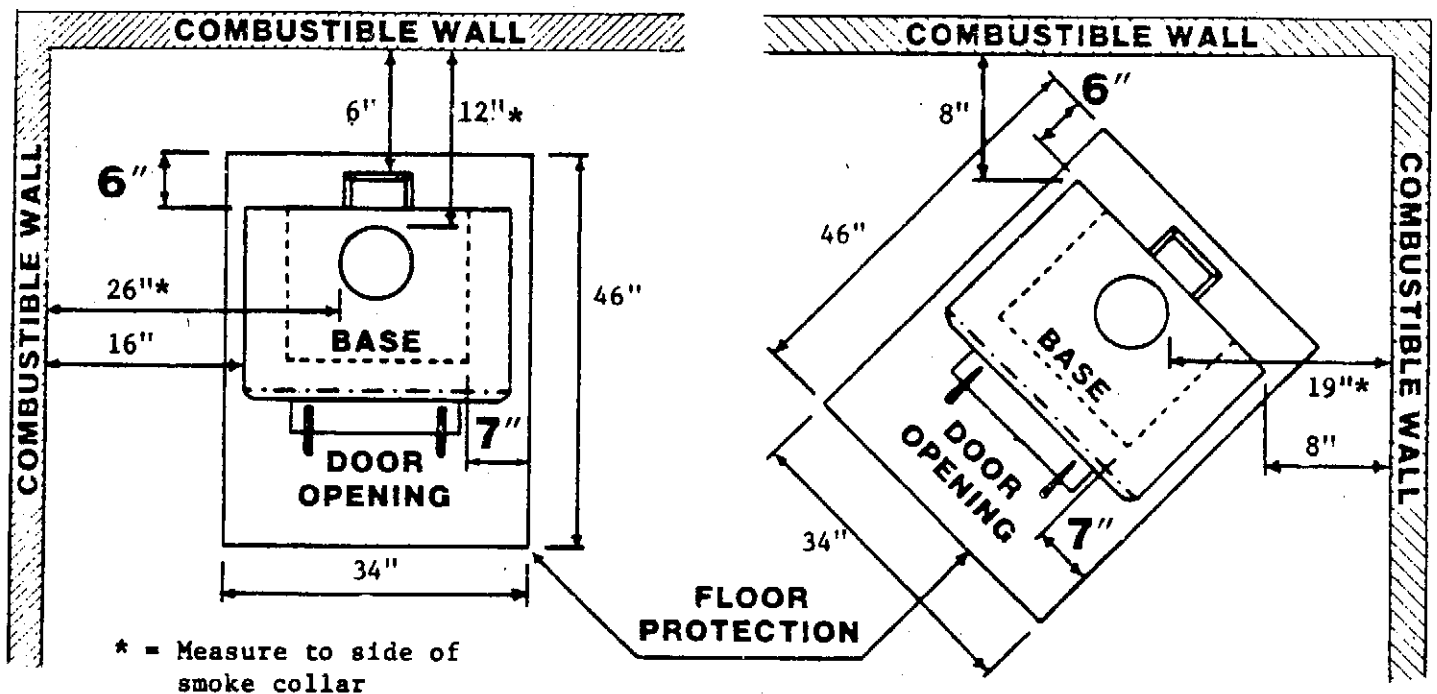 COMBUSTIBLE WALL
COMBUSTIBLE WALL
6"
12"*
6"
26"*
16"
BASE
46"
7"
DOOR
OPENING
34"
* = Measure to side of
smoke collar
COMBUSTIBLE WALL
COMBUSTIBLE WALL
8"
6"
46"
BASE
19"*
8"
DOOR
OPENING
7"
34"
FLOOR
PROTECTION